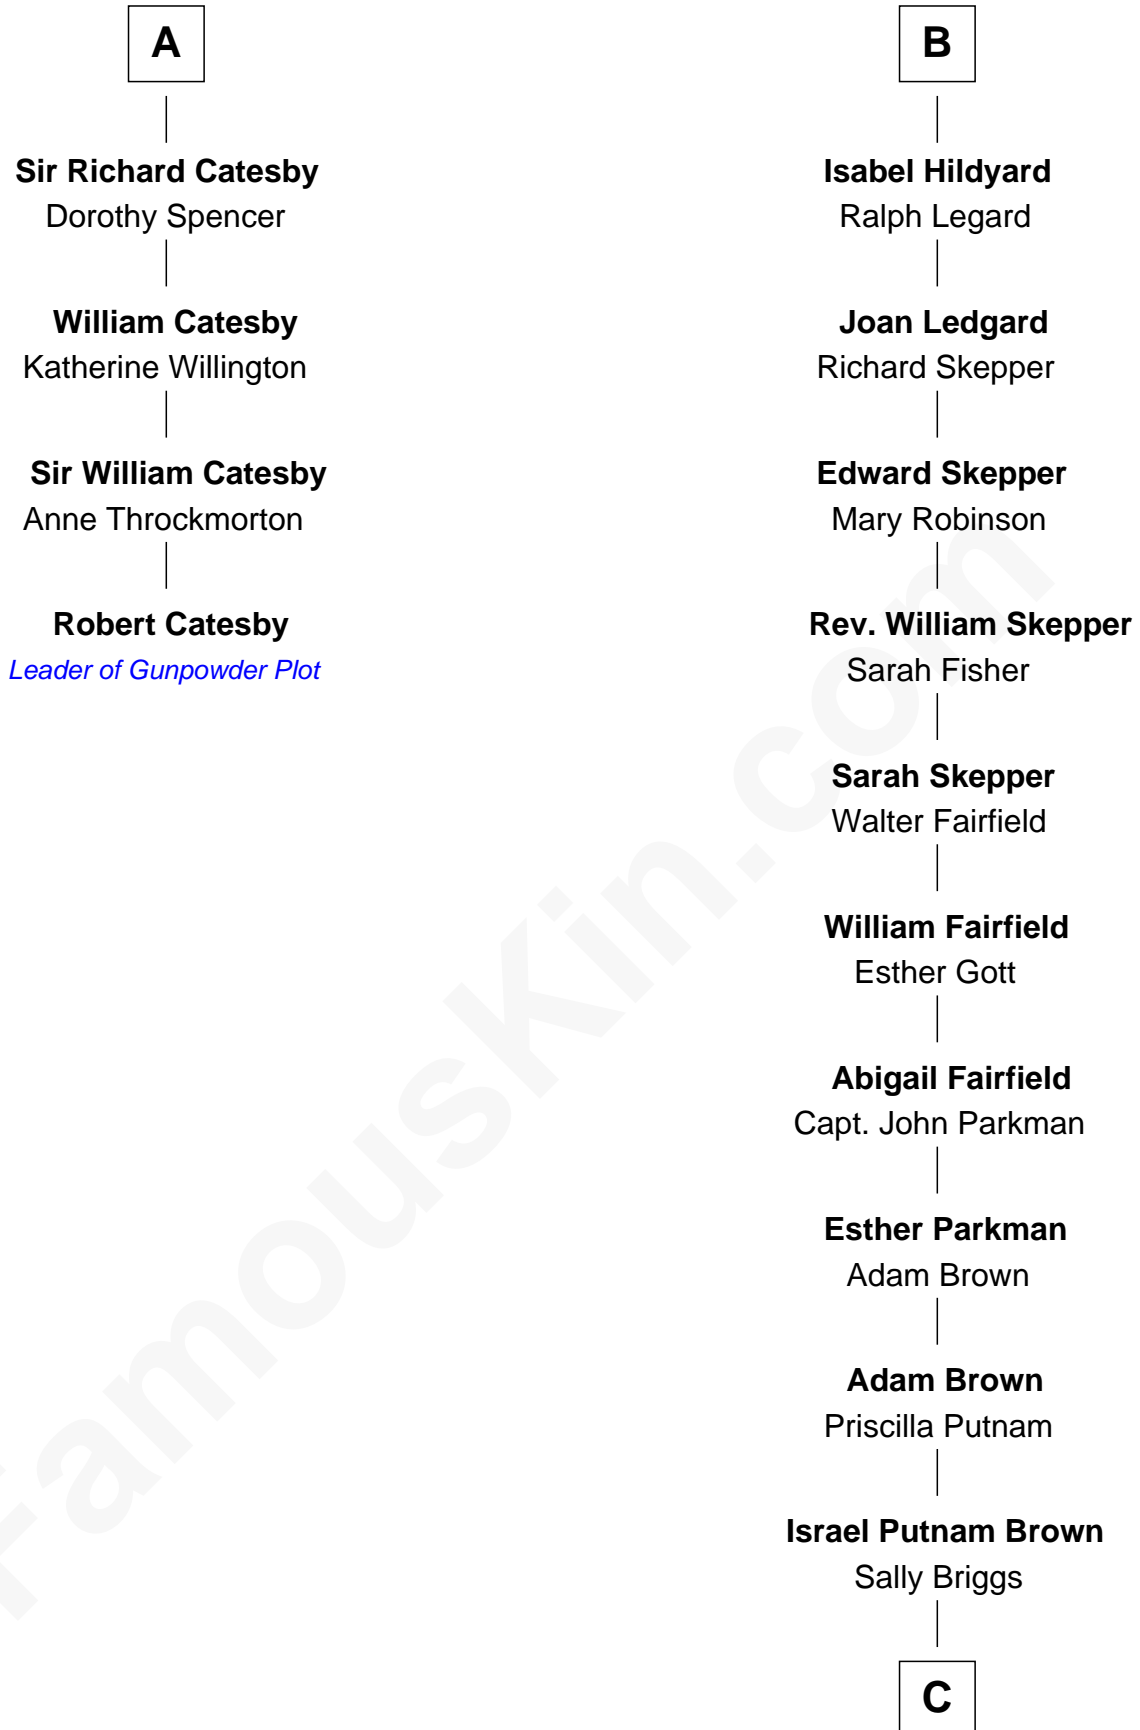 A
Sir Richard Catesby
Dorothy Spencer
William Catesby
Katherine Willington
Sir William Catesby
Anne Throckmorton
Robert Catesby
Leader of Gunpowder Plot
B
Isabel Hildyard
Ralph Legard
Joan Ledgard
Richard Skepper
Edward Skepper
Mary Robinson
Rev. William Skepper
Sarah Fisher
Sarah Skepper
Walter Fairfield
William Fairfield
Esther Gott
Abigail Fairfield
Capt. John Parkman
Esther Parkman
Adam Brown
Adam Brown
Priscilla Putnam
Israel Putnam Brown
Sally Briggs
C
FamousKin.com